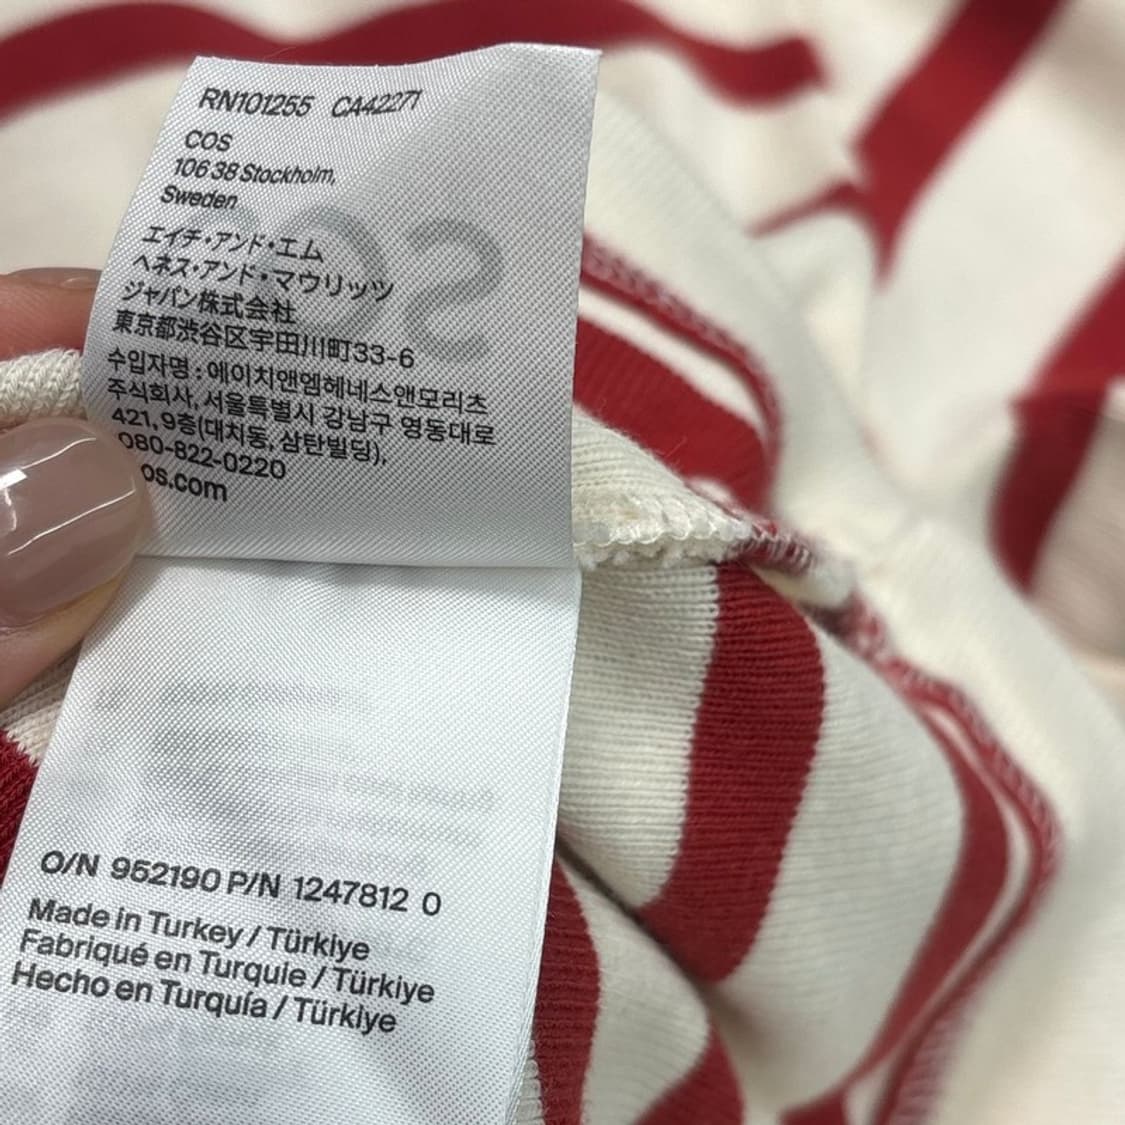 RN101255 CA42271
COS
106 38 Stockholm,
Sweden
エイチ・アンド・エム
ヘネス・アンド・マウリッツ
ジャパン株式会社
東京都渋谷区宇田川町33-6
수입자명 : 에이치앤엠헤네스앤모리츠
주식회사, 서울특별시 강남구 영동대로
421, 9층(대치동, 삼탄빌딩),
080-822-0220
os.com
O/N 952190 P/N 1247812 0
Made in Turkey / Türkiye
Fabriqué en Turquie / Türkiye
Hecho en Turquía / Türkiye